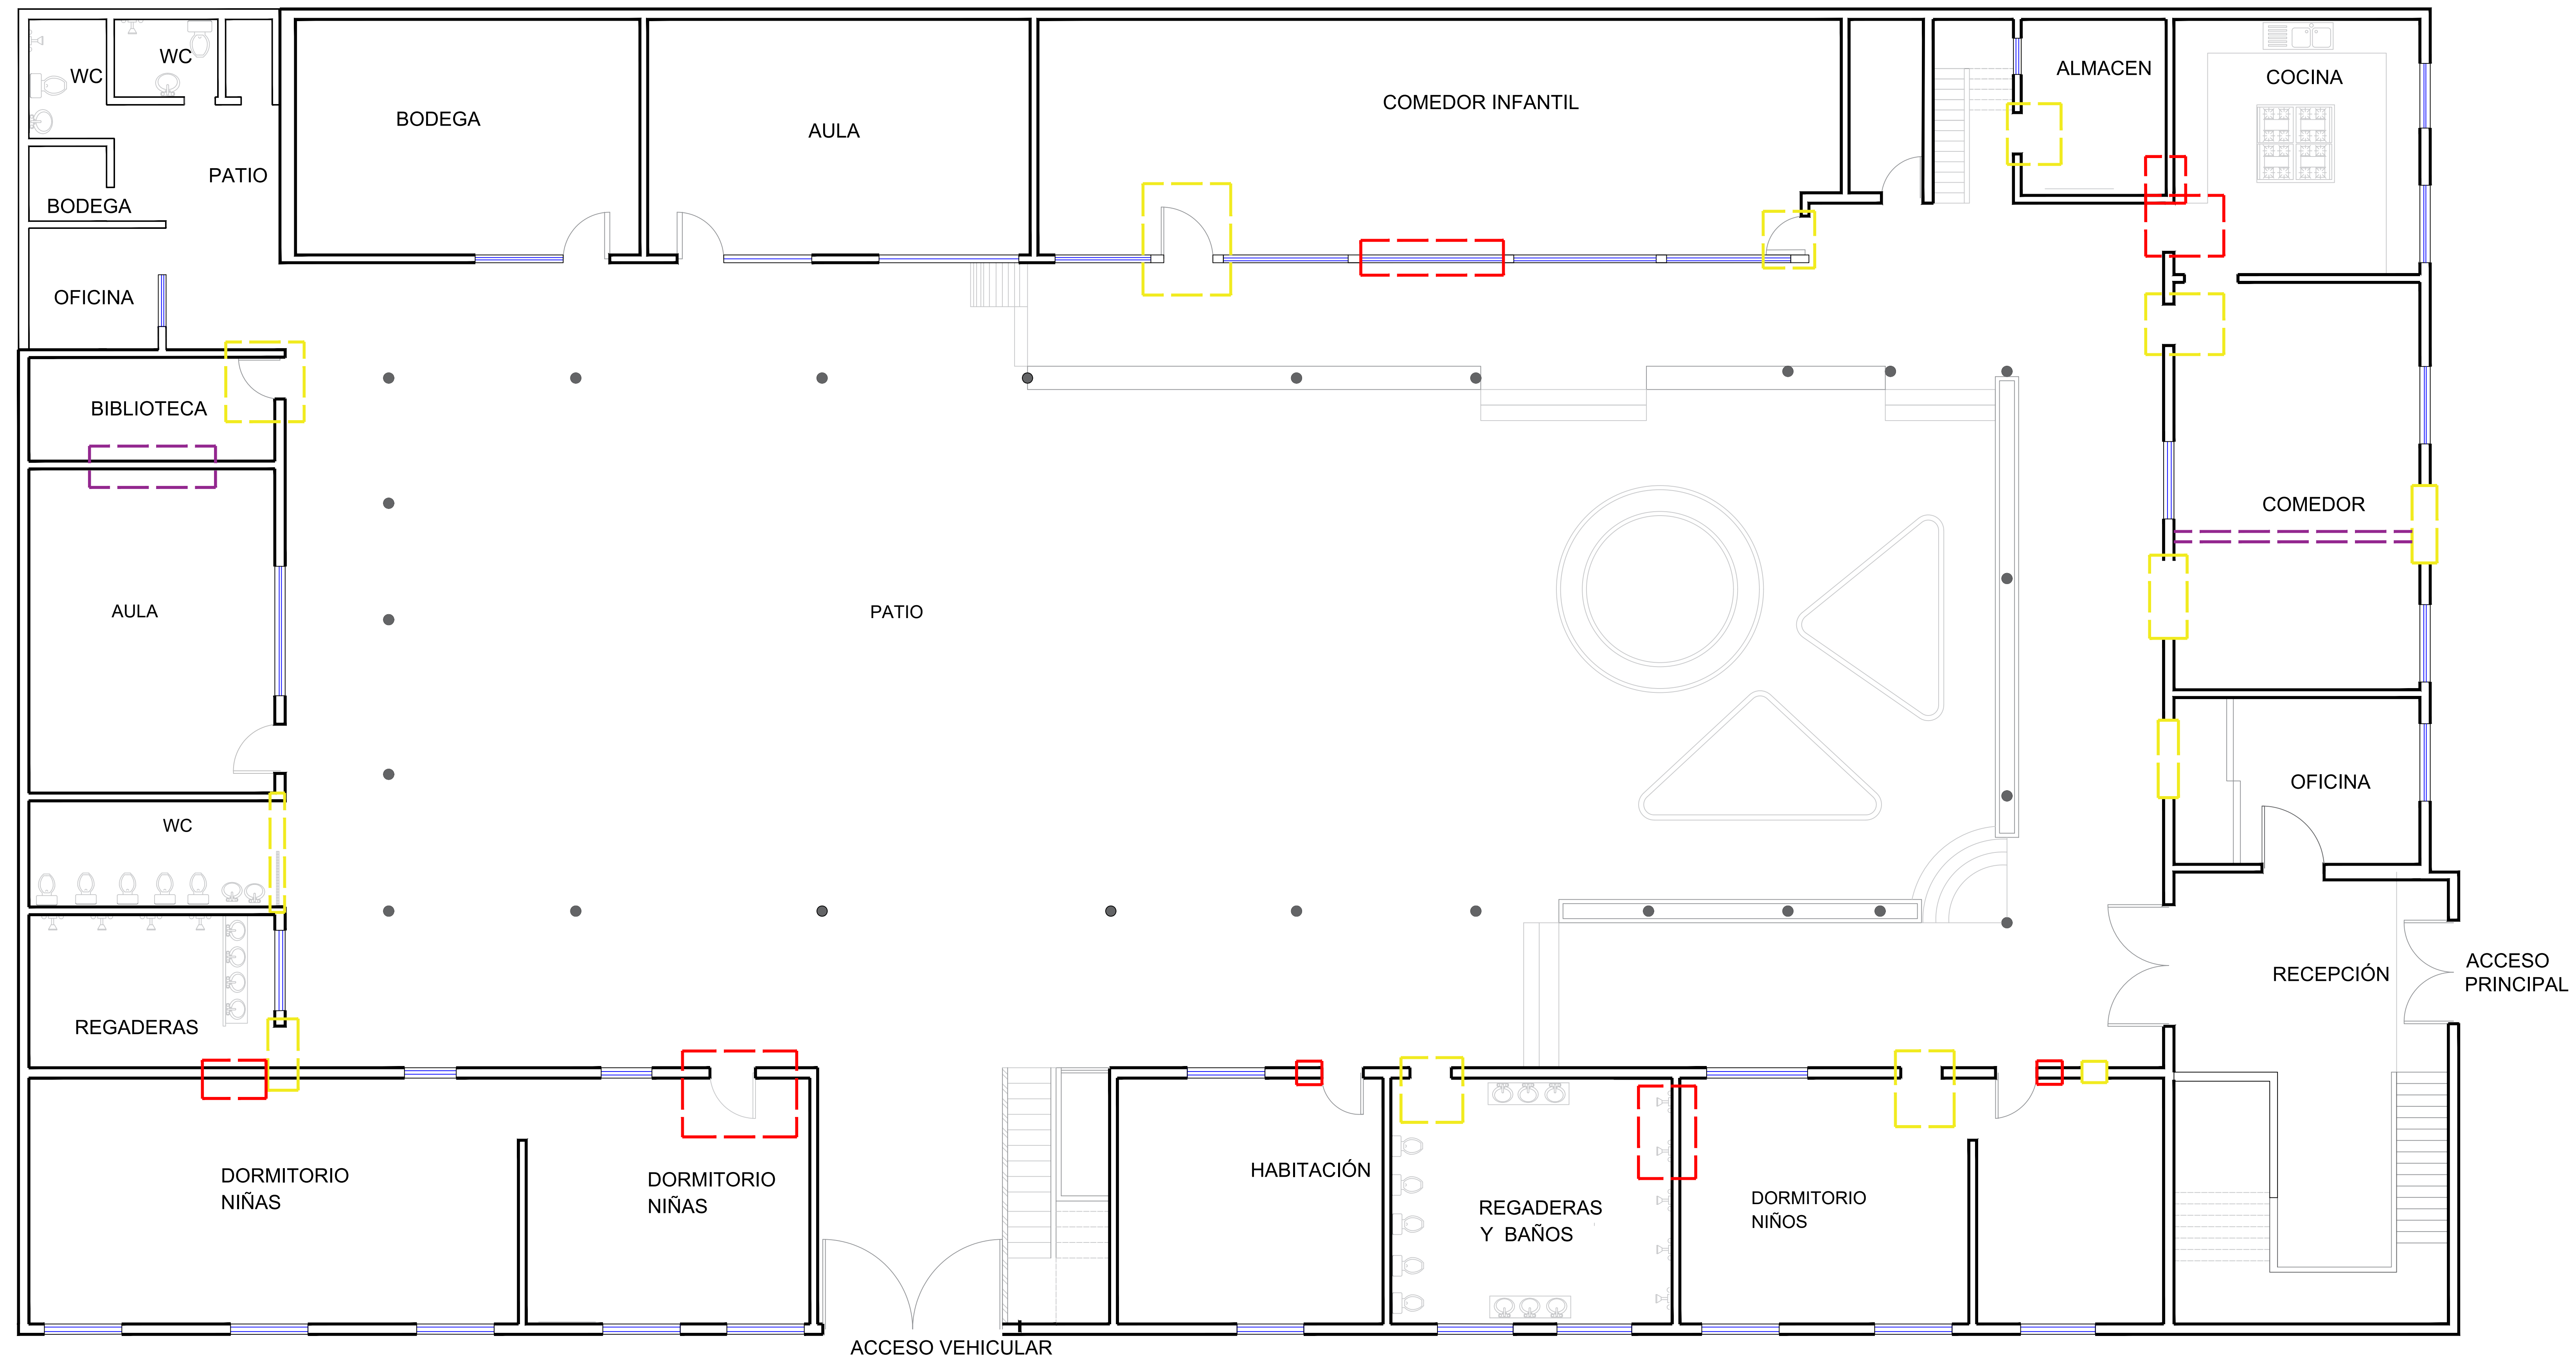 WC
WC
BODEGA
AULA
COMEDOR INFANTIL
ALMACEN
COCINA
PATIO
BODEGA
OFICINA
BIBLIOTECA
COMEDOR
AULA
PATIO
OFICINA
WC
ACCESO
PRINCIPAL
RECEPCIÓN
REGADERAS
DORMITORIO
NIÑAS
DORMITORIO
NIÑAS
HABITACIÓN
REGADERAS
Y BAÑOS
DORMITORIO
NIÑOS
ACCESO VEHICULAR